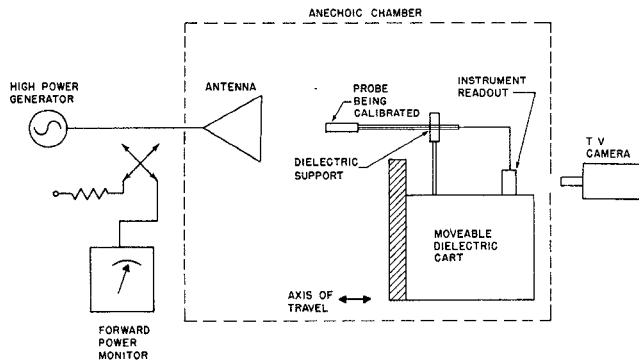 ANECHOIC CHAMBER
HIGH POWER
GENERATOR
ANTENNA
PROBE
BEING
CALIBRATED
INSTRUMENT
READOUT
DIELECTRIC
SUPPORT
T V
CAMERA
MOVEABLE
DIELECTRIC
CART
AXIS OF
TRAVEL
FORWARD
POWER
MONITOR